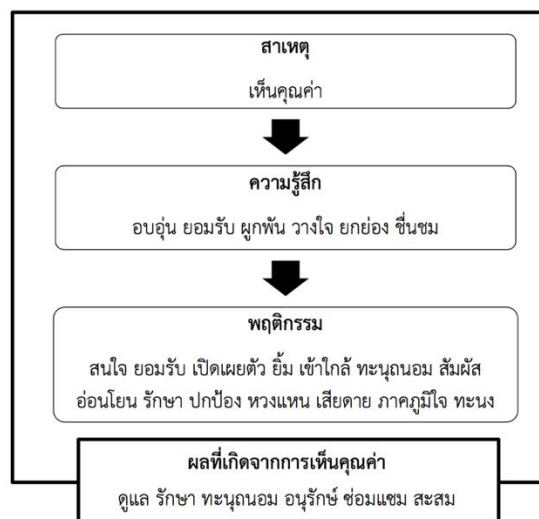 สาเหตุ
เห็นคุณค่า
ความรู้สึก
อบอุ่น ยอมรับ ผูกพัน วางใจ ยกย่อง ชื่นชม
พฤติกรรม
สนใจ ยอมรับ เปิดเผยตัว ยิ้ม เข้าใกล้ ทะนุถนอม สัมผัส
อ่อนโยน รักษา ปกป้อง หวงแหน เสียดาย ภาคภูมิใจ ทะนง
ผลที่เกิดจากการเห็นคุณค่า
ดูแล รักษา ทะนุถนอม อนุรักษ์ ซ่อมแซม สะสม